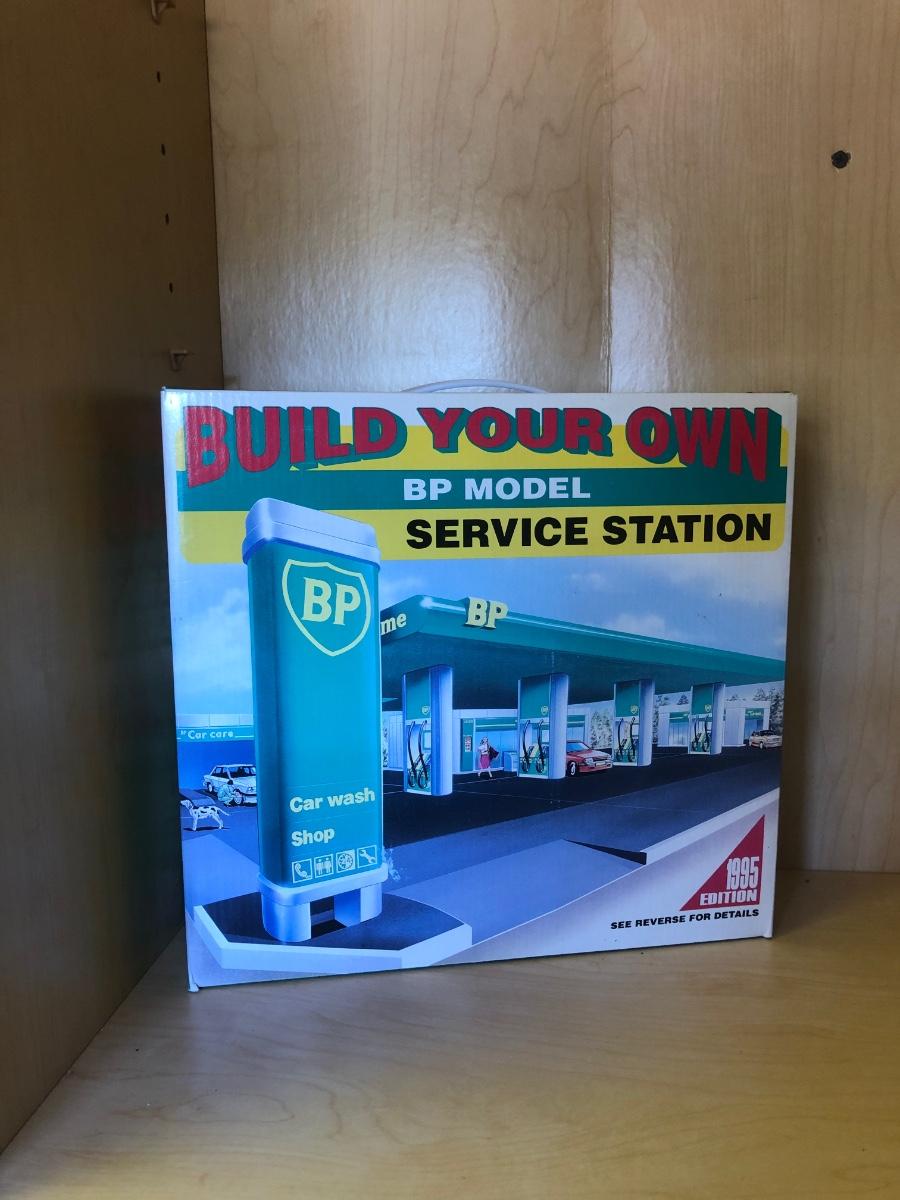 BUILD YOUR OWN
BP MODEL
SERVICE STATION
BP
me
BP
Car care
Car wash
Shop
1995
EDITION
SEE REVERSE FOR DETAILS